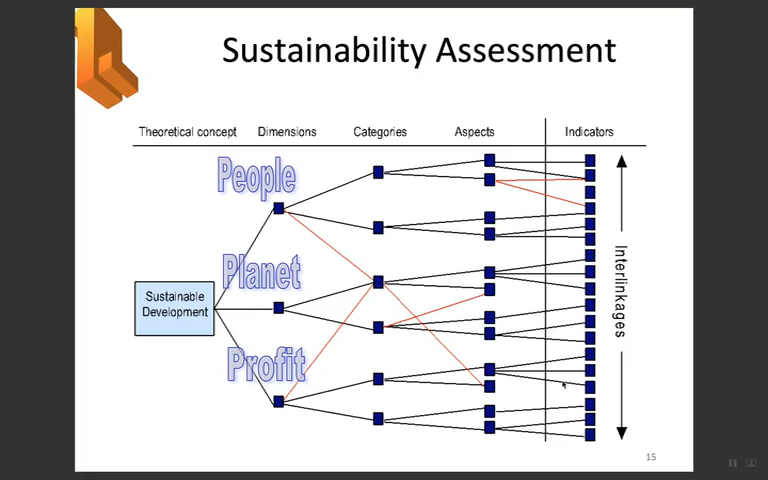 Sustainability Assessment
Theoretical concept Dimensions Categories Aspects Indicators
People
Planet
Sustainable
Development
Profit
Interlinkages
15